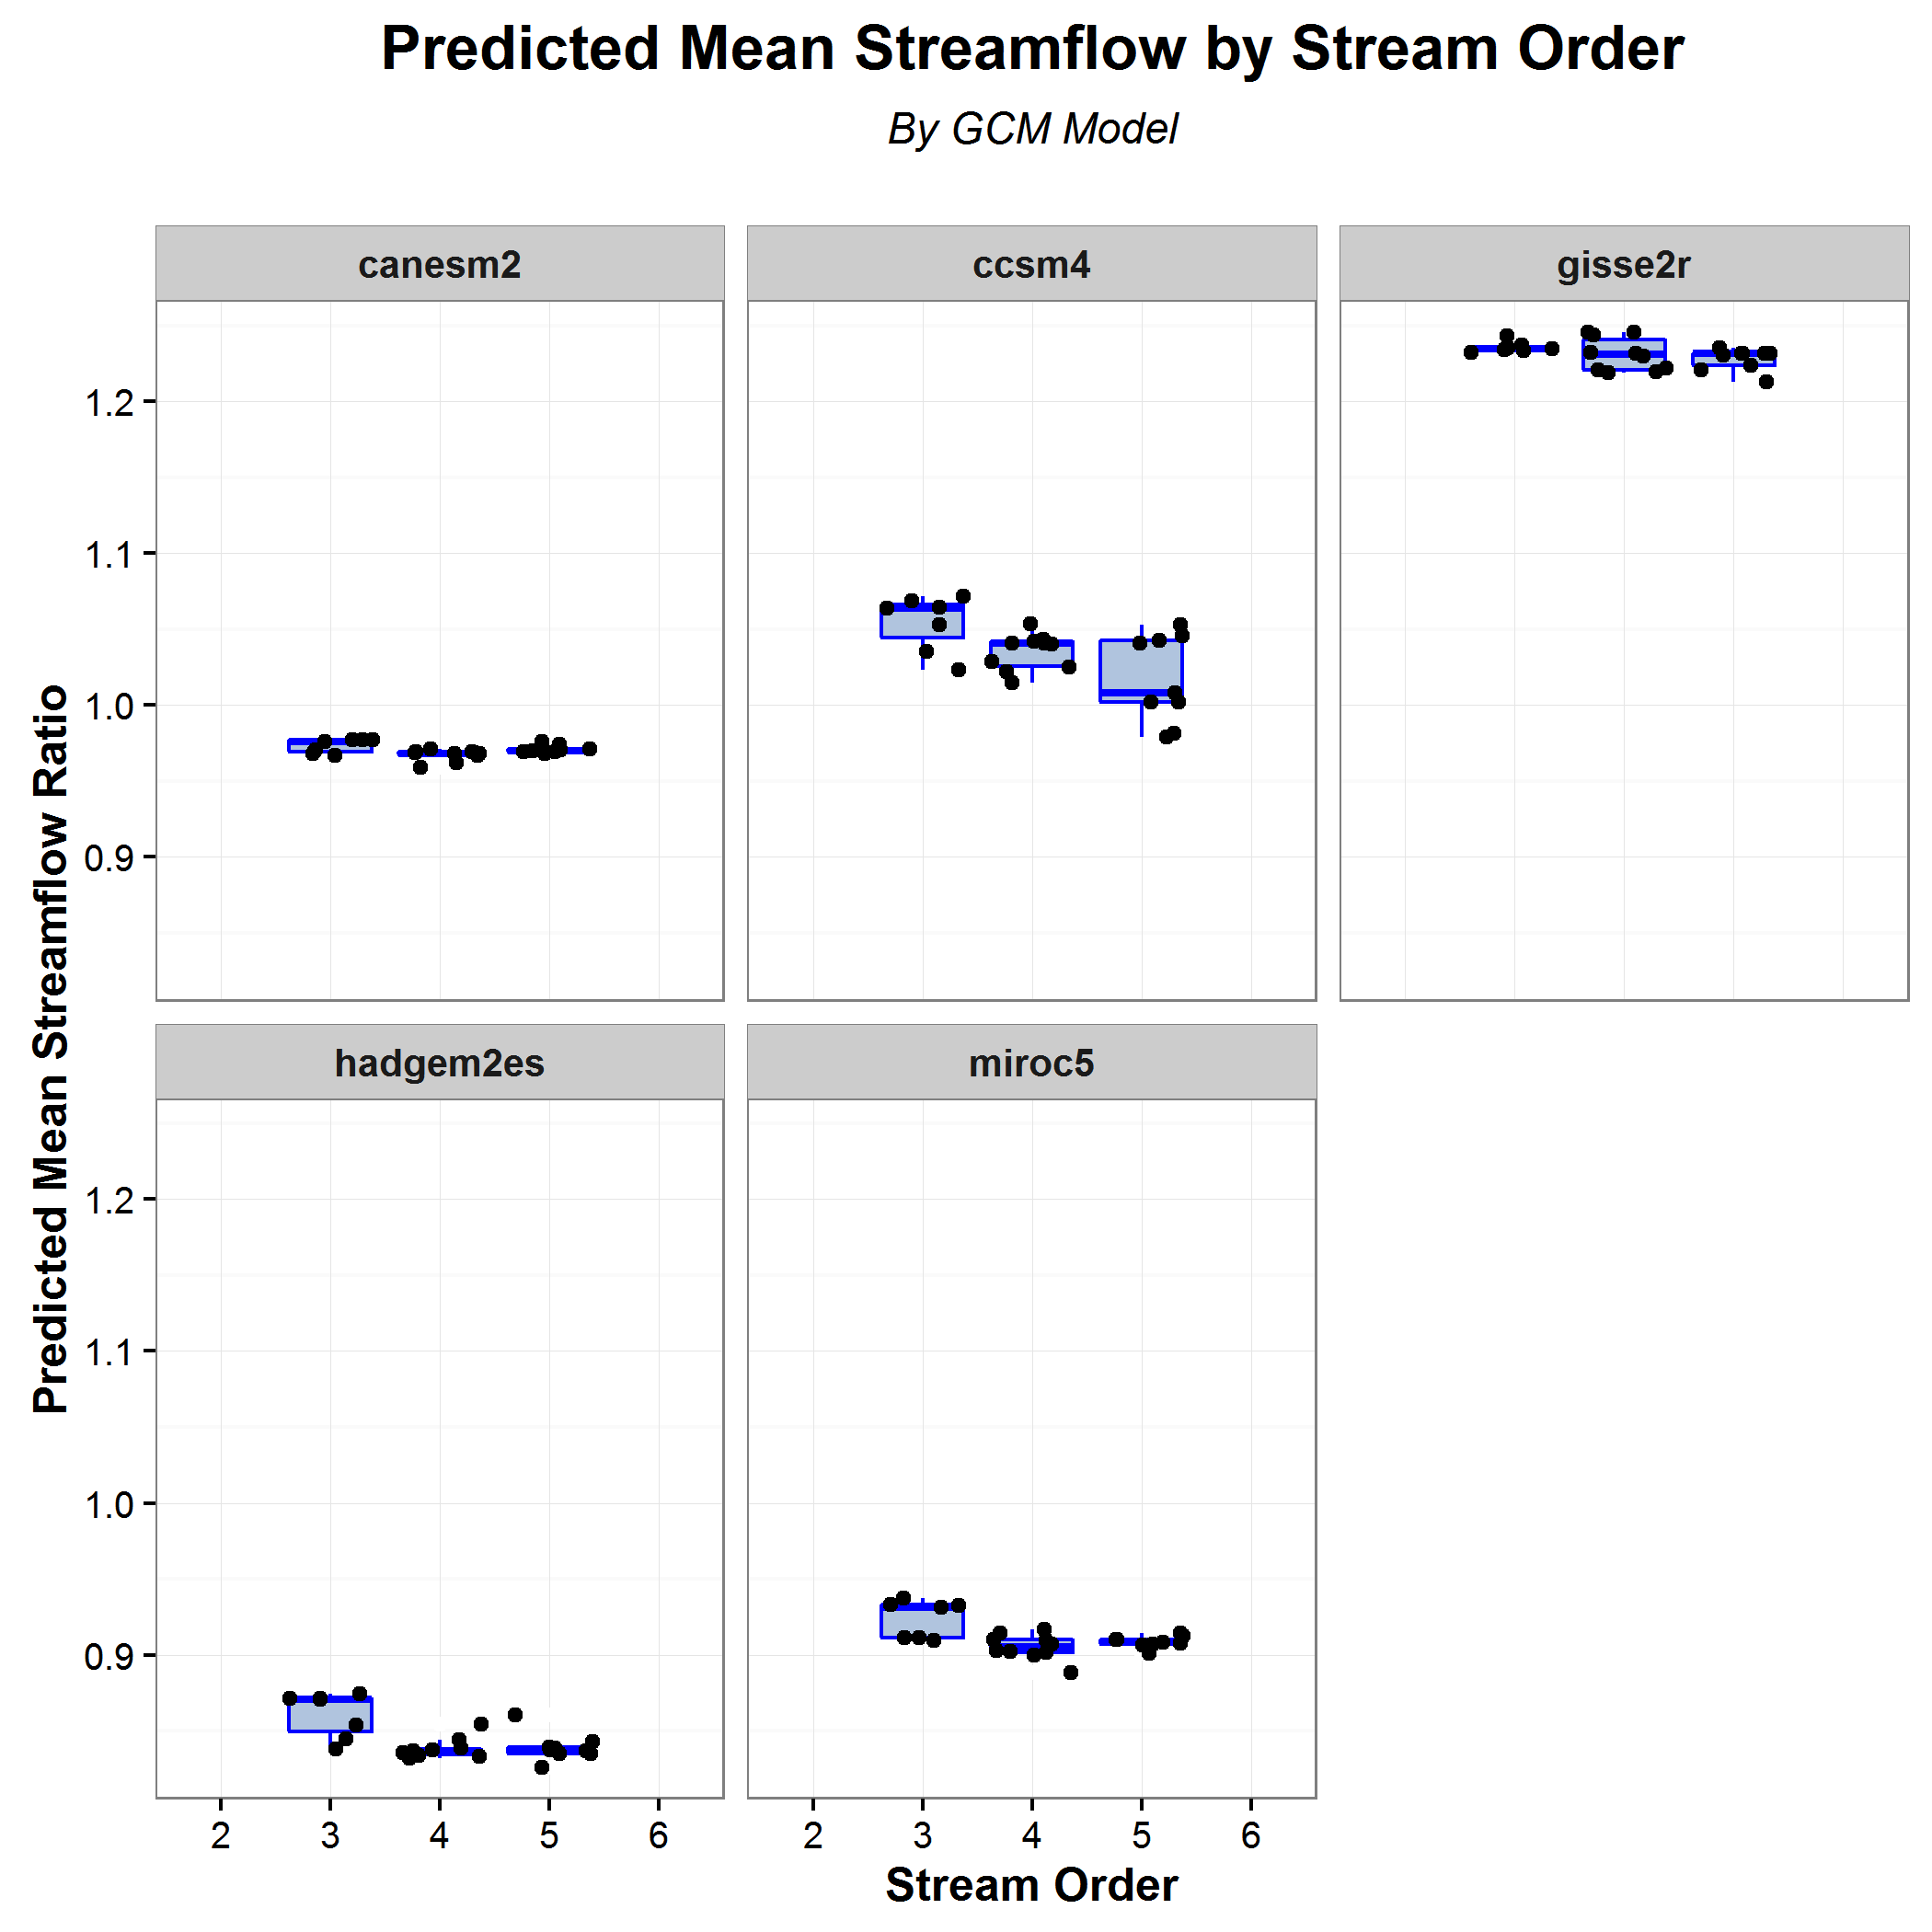 Predicted Mean Streamflow by Stream Order
By GCM Model
canesm2
ccsm4
gisse2r
1.2
1.1
1.0
0.9
hadgem2es
miroc5
1.2
1.1
1.0
0.9
Predicted Mean Streamflow Ratio
2 3 4 5 6
2 3 4 5 6
Stream Order